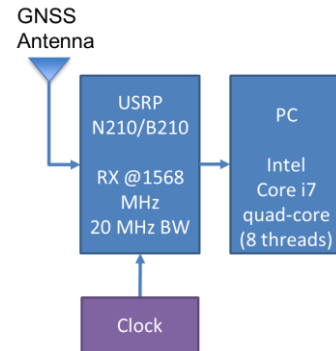 GNSS
Antenna
USRP
N210/B210
RX @1568
MHz
20 MHz BW
PC
Intel
Core i7
quad-core
(8 threads)
Clock